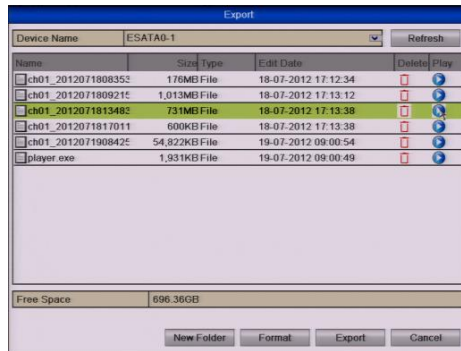 Export
Device Name ESATA0-1 Refresh
Name Size Type Edit Date Delete Play
ch01_2012071808353 176MB File 18-07-2012 17:12:34
ch01_2012071809215 1,013MB File 18-07-2012 17:13:12
ch01_2012071813483 731MB File 18-07-2012 17:13:38
ch01_2012071817011 600KB File 18-07-2012 17:13:38
ch01_2012071908425 54,822KB File 19-07-2012 09:00:54
player.exe 1,931KB File 19-07-2012 09:00:49
Free Space 696.36GB
New Folder Format Export Cancel